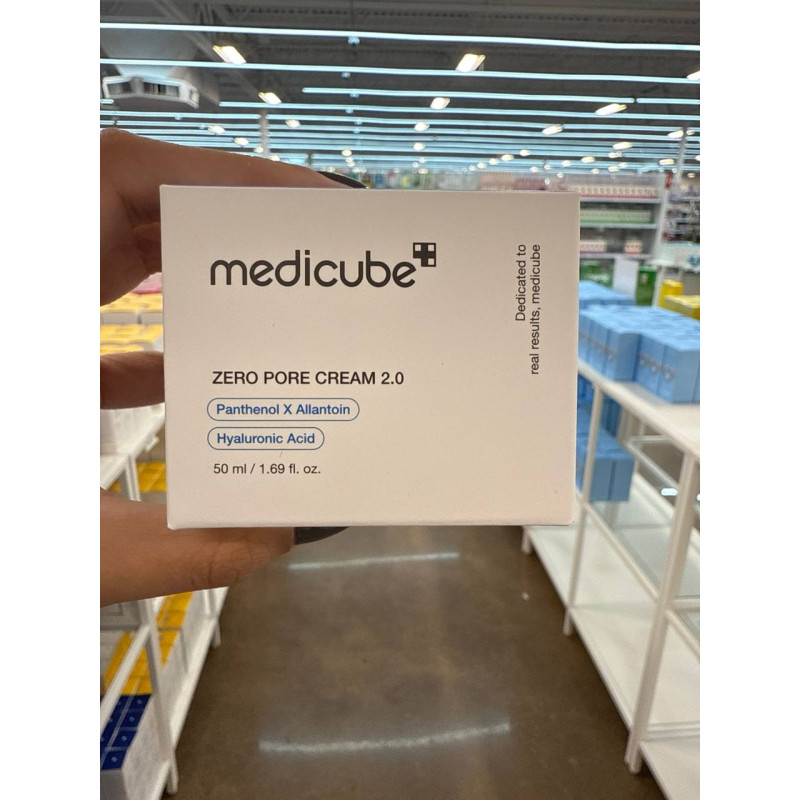 medicube
ZERO PORE CREAM 2.0
Panthenol X Allantoin
Hyaluronic Acid
50 ml / 1.69 fl. oz.
Dedicated to
real results, medicube